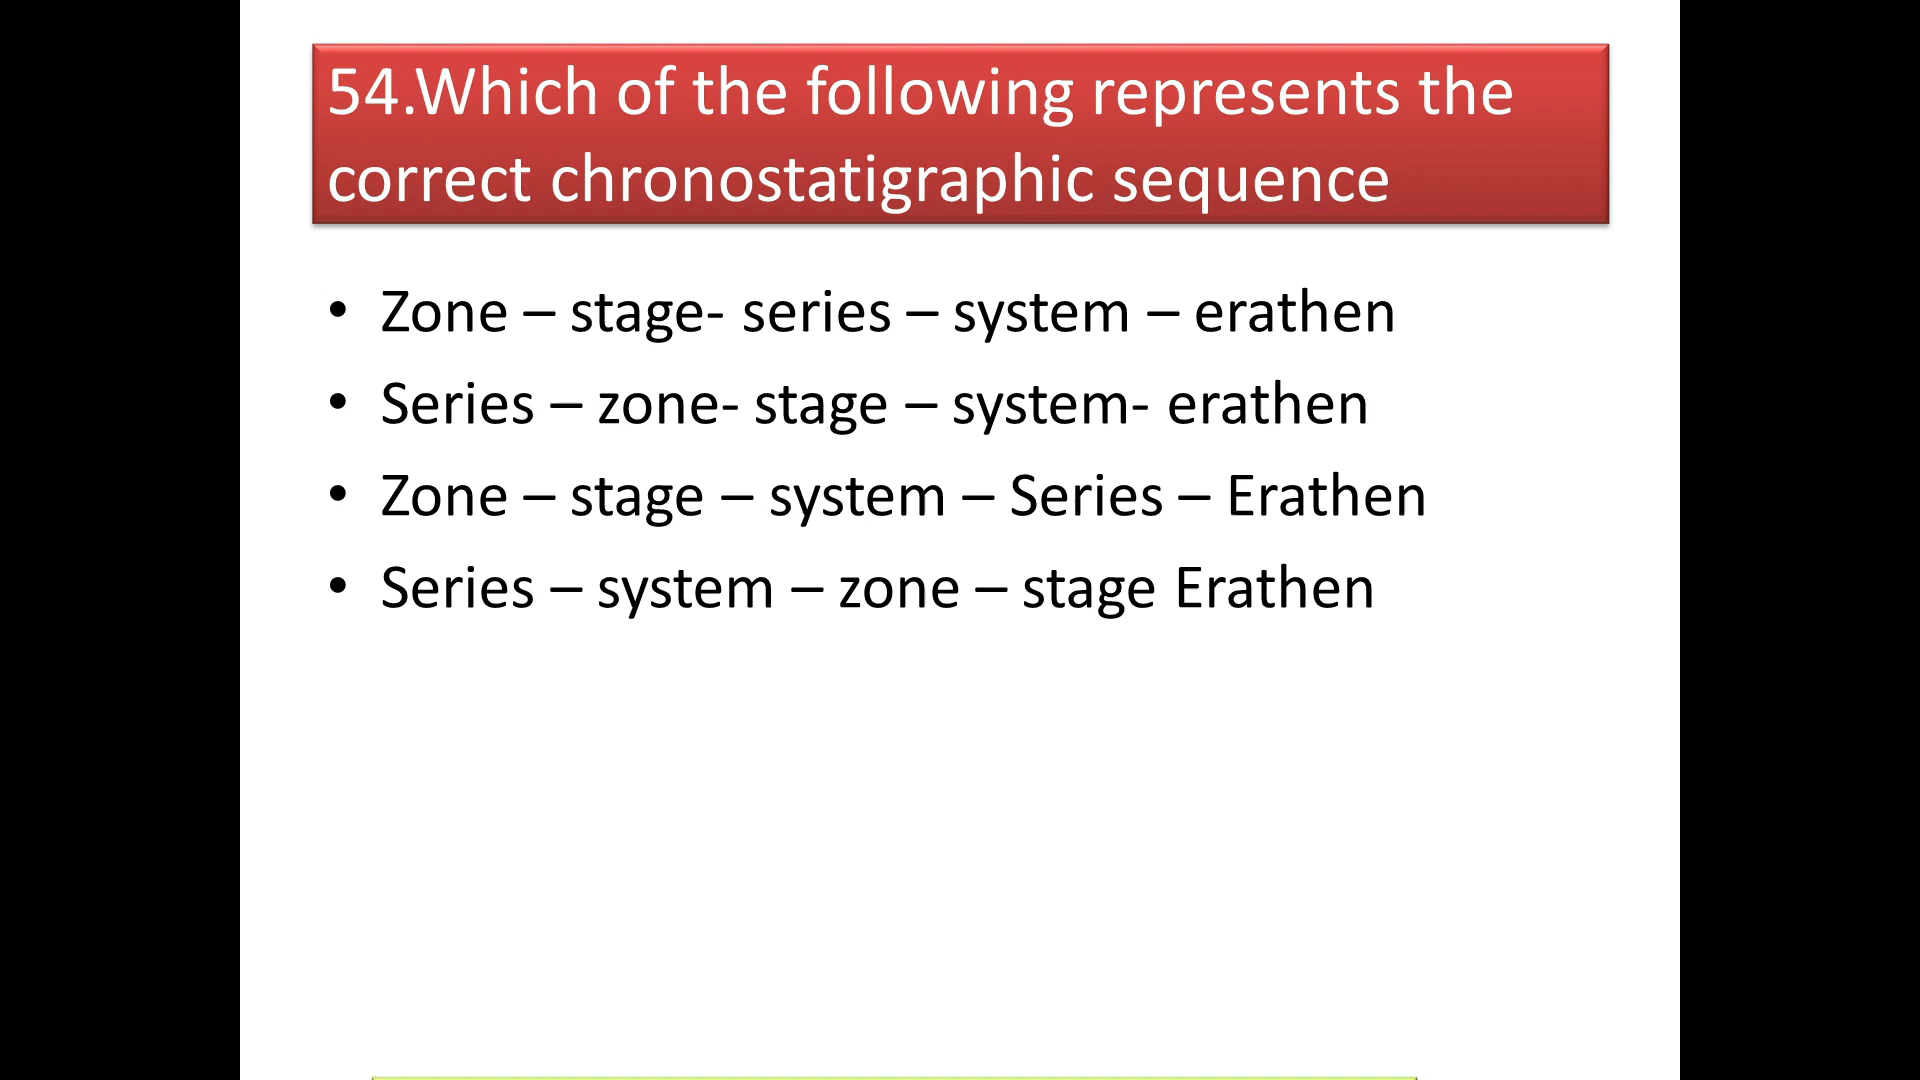 54.Which of the following represents the
correct chronostatigraphic sequence
• Zone – stage- series – system – erathen
• Series – zone- stage – system- erathen
• Zone – stage – system – Series – Erathen
• Series – system – zone – stage Erathen